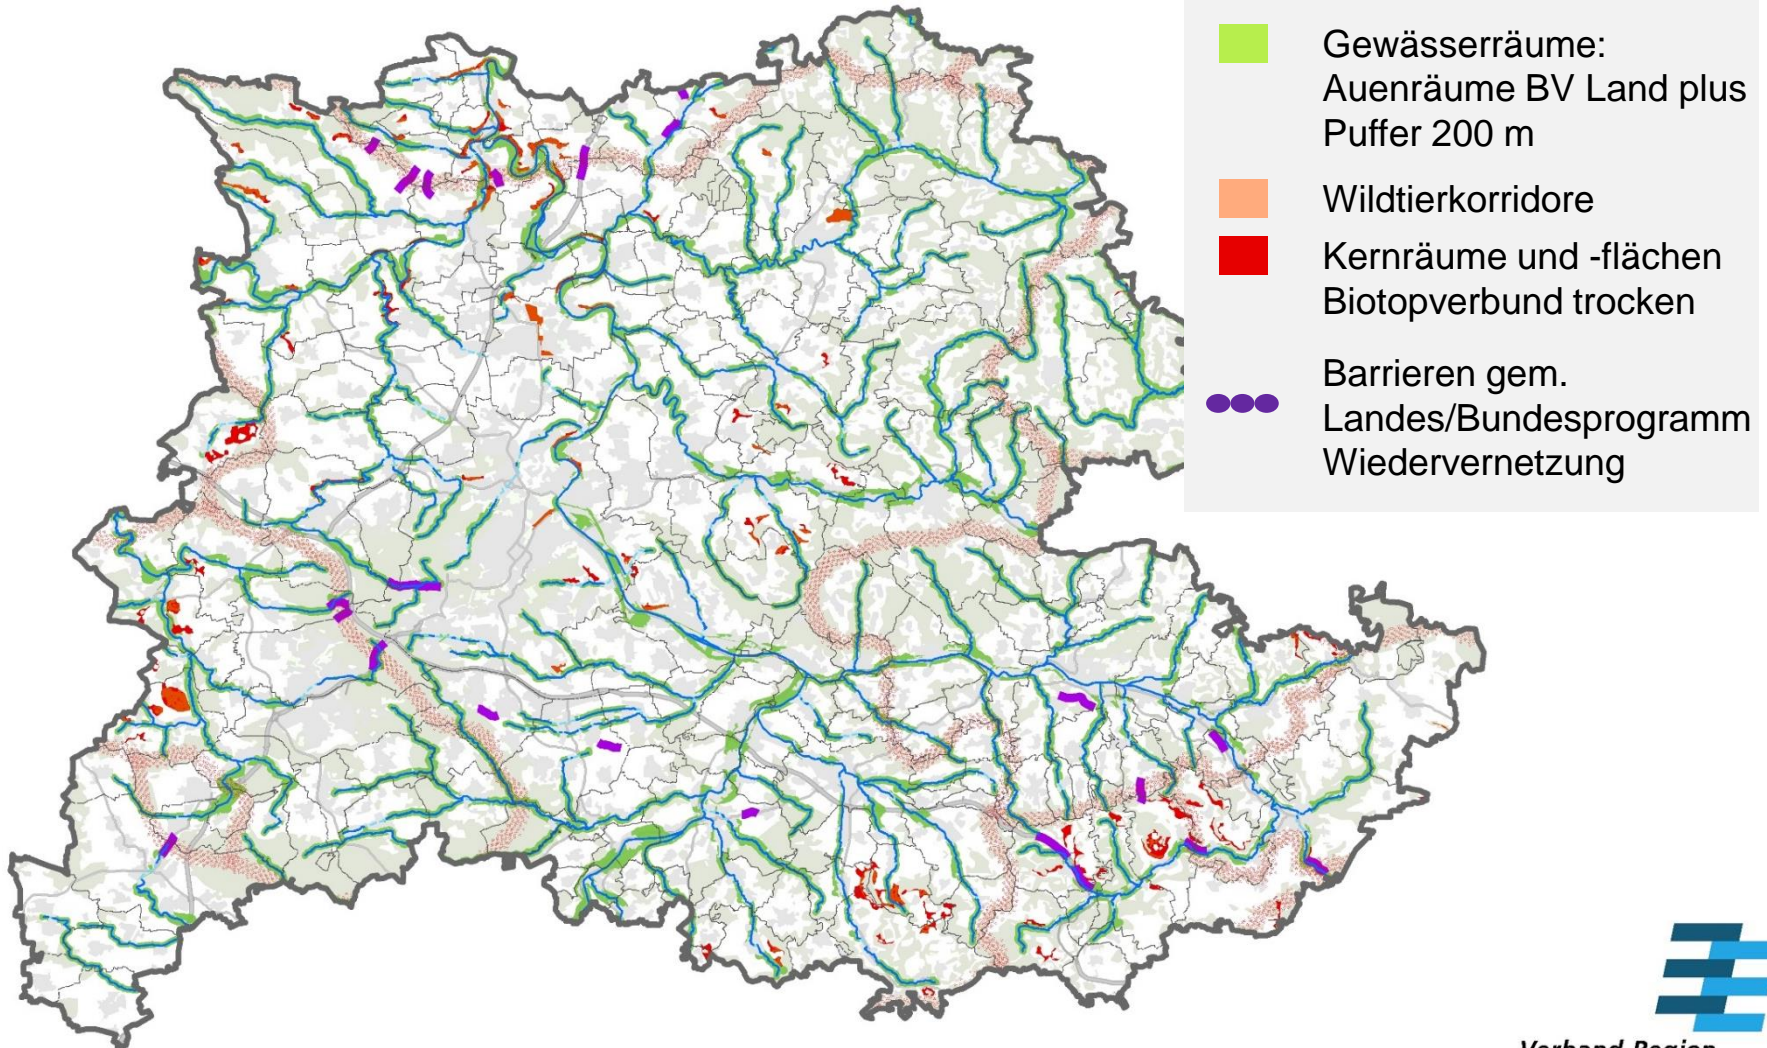 Gewässerräume:
Auenräume BV Land plus
Puffer 200 m
Wildtierkorridore
Kernräume und -flächen
Biotopverbund trocken
Barrieren gem.
Landes/Bundesprogramm
Wiedervernetzung
Verband Region